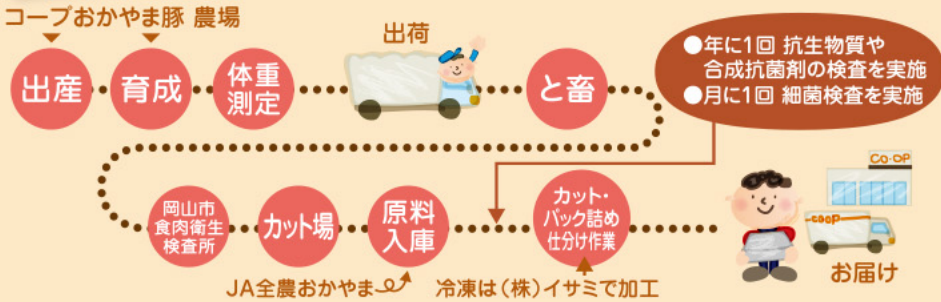 コープおかやま豚 農場
出産
育成
体重
測定
出荷
と畜
●年に1回 抗生物質や
合成抗菌剤の検査を実施
●月に1回 細菌検査を実施
岡山市
食肉衛生
検査所
カット場
原料
入庫
カット・
パック詰め
仕分け作業
JA全農おかやま
冷凍は(株)イサミで加工
CO・OP
coop
お届け